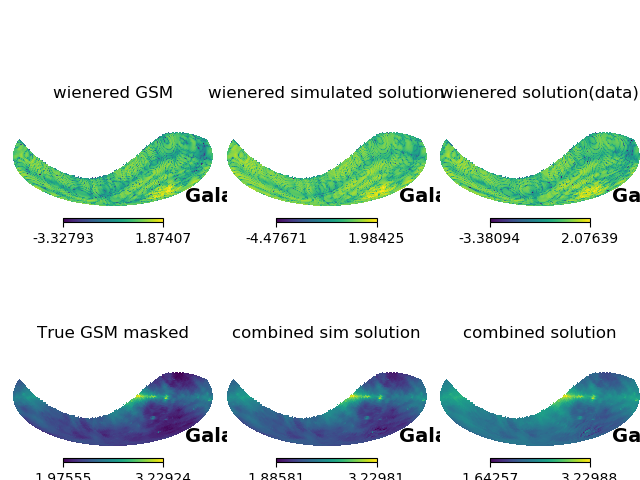 wienered GSM wienered simulated solution wienered solution(data)
Gala Gala Ga
-3.32793 1.87407 -4.47671 1.98425 -3.38094 2.07639
True GSM masked combined sim solution combined solution
Gala Gala Ga
1.97555 3.22924 1.88581 3.22981 1.64257 3.22988